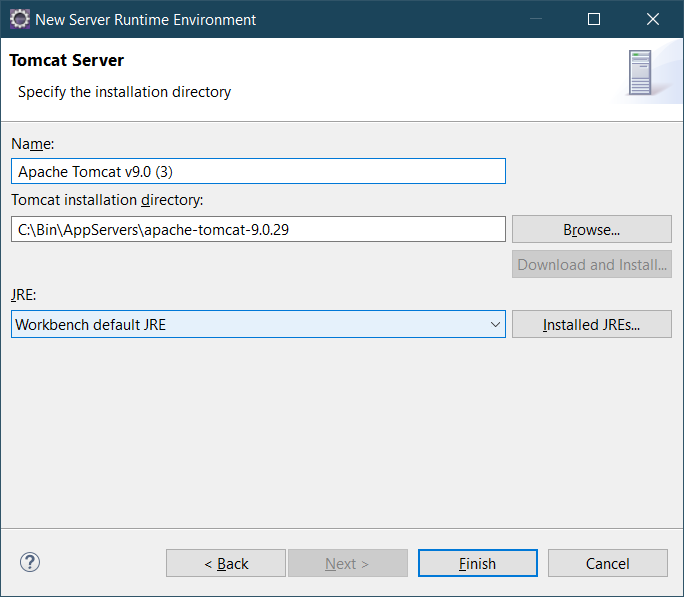 New Server Runtime Environment
Tomcat Server
Specify the installation directory
Name:
Apache Tomcat v9.0 (3)
Tomcat installation directory:
C:\Bin\AppServers\apache-tomcat-9.0.29
Browse...
Download and Install...
JRE:
Workbench default JRE
Installed JREs...
?
< Back
Next >
Finish
Cancel